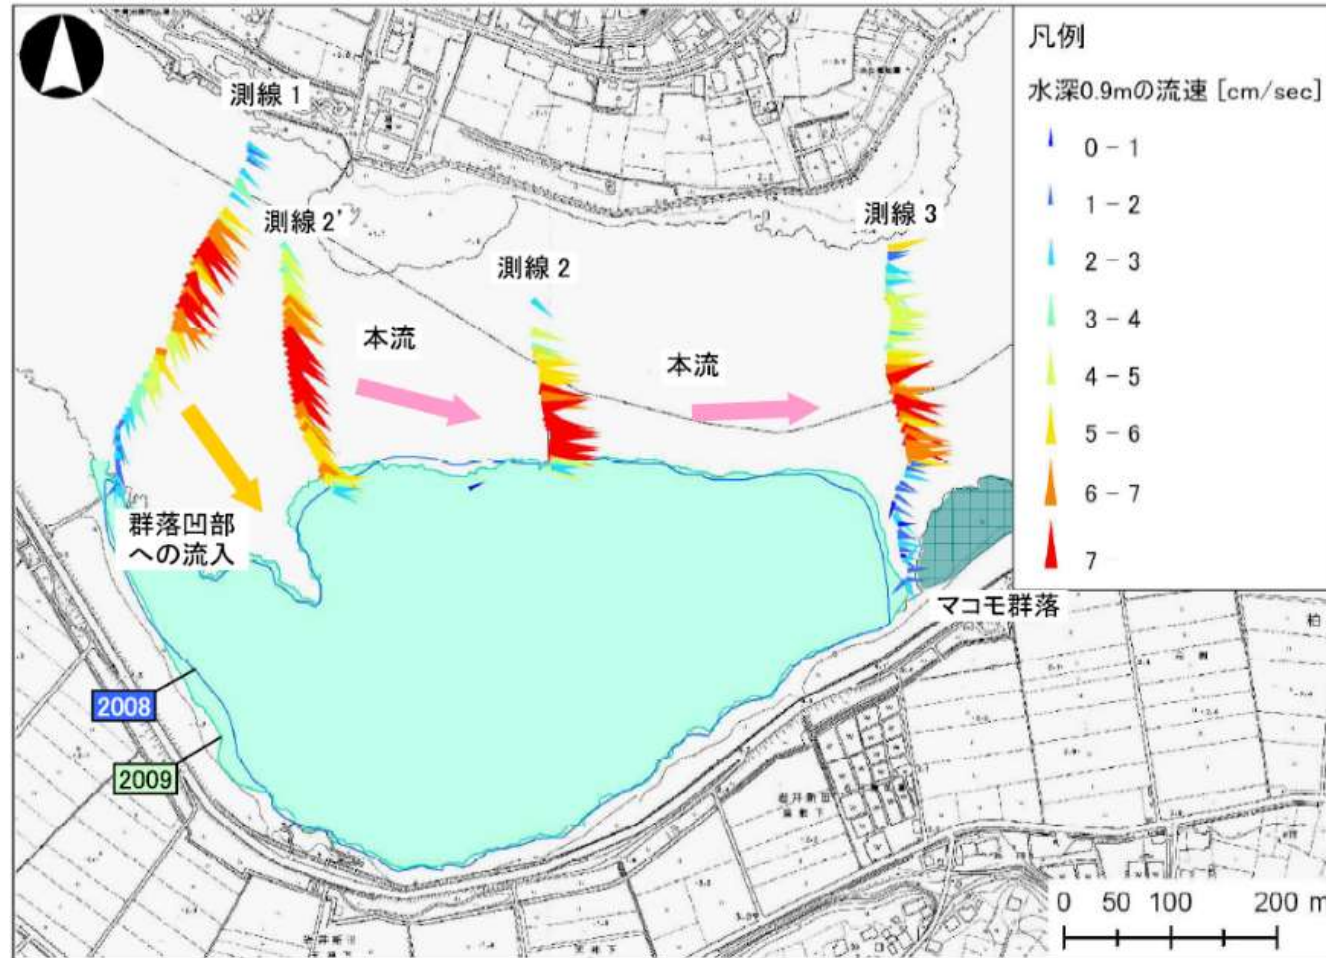 凡例
水深0.9mの流速 [cm/sec]
0 - 1
1 - 2
2 - 3
3 - 4
4 - 5
5 - 6
6 - 7
7
測線 1
測線 2'
測線 2
測線 3
本流
本流
群落凹部
への流入
マコモ群落
2008
2009
柏
0 50 100 200 m